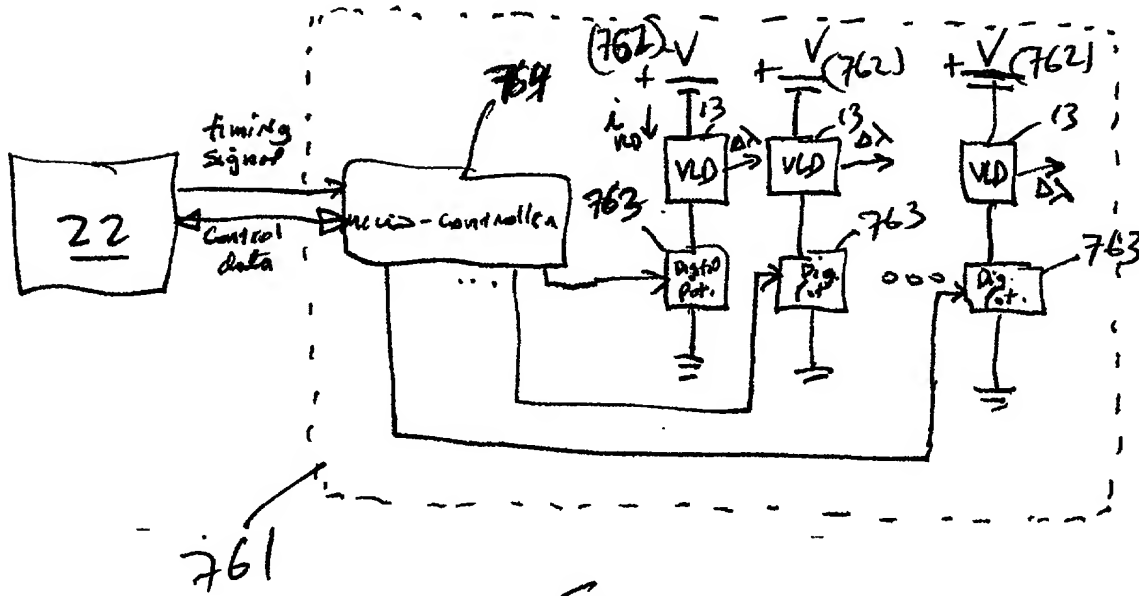 (762) V
V (762)
V (762)
+
+
+
764
timing
signal
22
control
data
micro-controller
...
i ↓
13
VLD
Δλ
13
VLD
Δλ
13
VLD
Δλ
763
Digital
Pot.
763
Dig.
Pot.
ooo
763
Dig.
Pot.
761